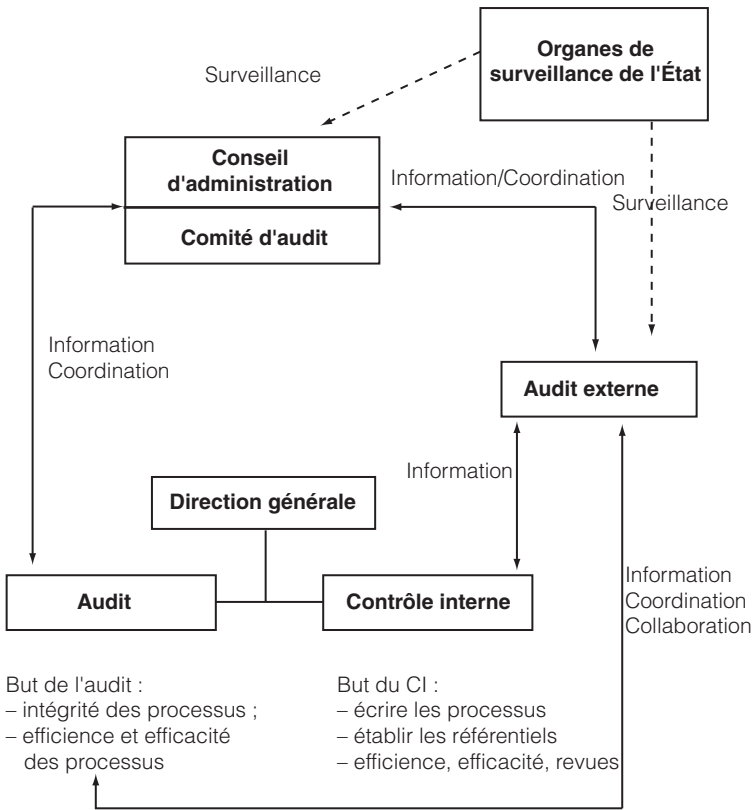 Organes de
surveillance de l'État
Surveillance
Conseil
d'administration
Information/Coordination
Surveillance
Comité d'audit
Information
Coordination
Audit externe
Information
Direction générale
Audit
Contrôle interne
Information
Coordination
Collaboration
But de l'audit :
– intégrité des processus ;
– efficience et efficacité
des processus
But du CI :
– écrire les processus
– établir les référentiels
– efficience, efficacité, revues